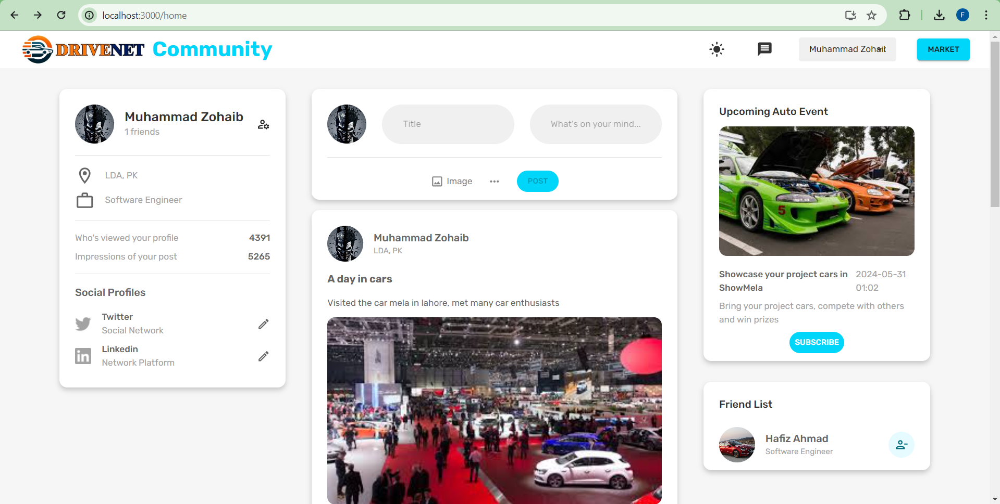 localhost:3000/home
F
DRIVENET Community
Muhammad Zohaib
MARKET
Muhammad Zohaib
1 friends
LDA, PK
Software Engineer
Who's viewed your profile 4391
Impressions of your post 5265
Social Profiles
Twitter
Social Network
Linkedin
Network Platform
Title
What's on your mind...
Image
POST
Muhammad Zohaib
LDA, PK
A day in cars
Visited the car mela in lahore, met many car enthusiasts
Upcoming Auto Event
5
Showcase your project cars in
ShowMela
2024-05-31
01:02
Bring your project cars, compete with others
and win prizes
SUBSCRIBE
Friend List
Hafiz Ahmad
Software Engineer